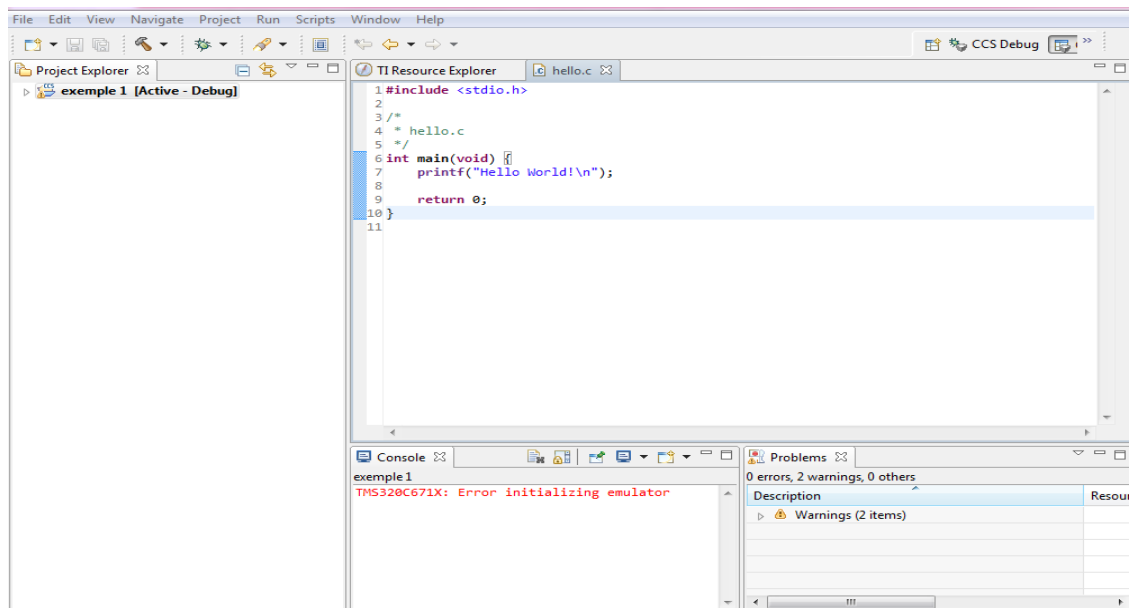 File Edit View Navigate Project Run Scripts Window Help
CCS Debug
Project Explorer
exemple 1 [Active - Debug]
TI Resource Explorer
hello.c
1 #include <stdio.h>
2
3 /*
4  * hello.c
5  */
6 int main(void) {
7     printf("Hello World!\n");
8
9     return 0;
10 }
11
Console
exemple 1
TMS320C671X: Error initializing emulator
Problems
0 errors, 2 warnings, 0 others
Description Resour
Warnings (2 items)